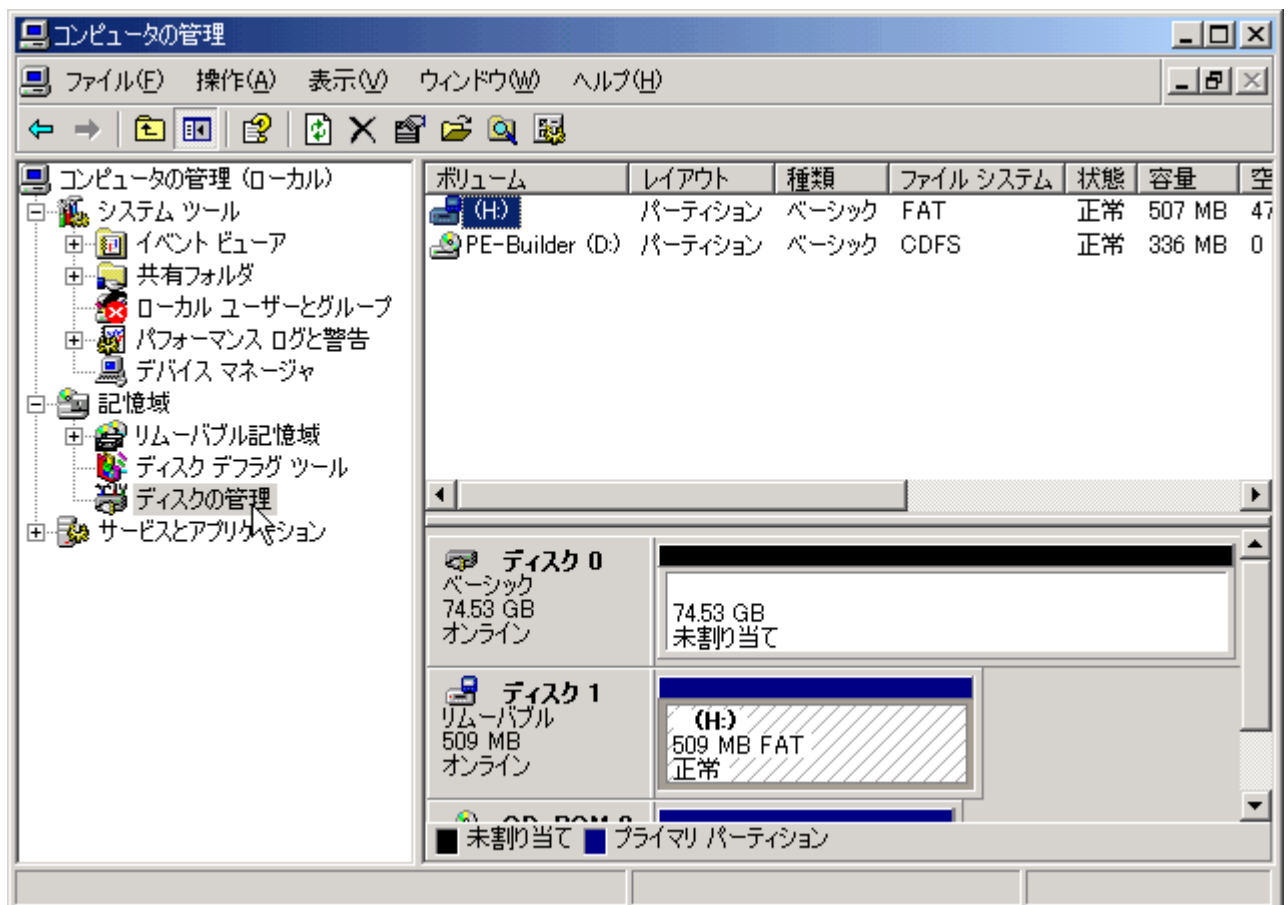 コンピュータの管理
ファイル(F) 操作(A) 表示(V) ウィンドウ(W) ヘルプ(H)
コンピュータの管理 (ローカル)
システム ツール
イベント ビューア
共有フォルダ
ローカル ユーザーとグループ
パフォーマンス ログと警告
デバイス マネージャ
記憶域
リムーバブル記憶域
ディスク デフラグ ツール
ディスクの管理
サービスとアプリケーション
ボリューム レイアウト 種類 ファイル システム 状態 容量 空
(H:) パーティション ベーシック FAT 正常 507 MB 47
PE-Builder (D:) パーティション ベーシック CDFS 正常 336 MB 0
ディスク 0
ベーシック
74.53 GB
オンライン
74.53 GB
未割り当て
ディスク 1
リムーバブル
509 MB
オンライン
(H:)
509 MB FAT
正常
未割り当て プライマリ パーティション